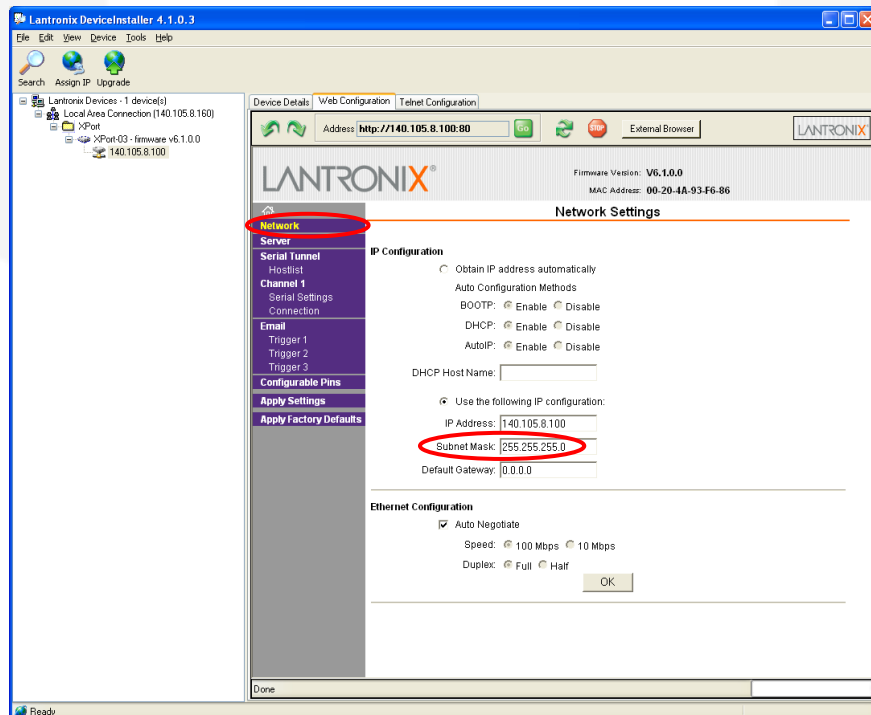 Lantronix DeviceInstaller 4.1.0.3
File Edit View Device Tools Help
Search Assign IP Upgrade
Lantronix Devices - 1 device(s)
Local Area Connection (140.105.8.160)
XPort
XPort-03 - firmware v6.1.0.0
140.105.8.100
Device Details Web Configuration Telnet Configuration
Address http://140.105.8.100:80 Go STOP External Browser LANTRONIX
LANTRONIX®
Firmware Version: V6.1.0.0
MAC Address: 00-20-4A-93-F6-86
Network
Server
Serial Tunnel
Hostlist
Channel 1
Serial Settings
Connection
Email
Trigger 1
Trigger 2
Trigger 3
Configurable Pins
Apply Settings
Apply Factory Defaults
Network Settings
IP Configuration
Obtain IP address automatically
Auto Configuration Methods
BOOTP: Enable Disable
DHCP: Enable Disable
AutoIP: Enable Disable
DHCP Host Name:
Use the following IP configuration:
IP Address: 140.105.8.100
Subnet Mask: 255.255.255.0
Default Gateway: 0.0.0.0
Ethernet Configuration
Auto Negotiate
Speed: 100 Mbps 10 Mbps
Duplex: Full Half
OK
Done
Ready